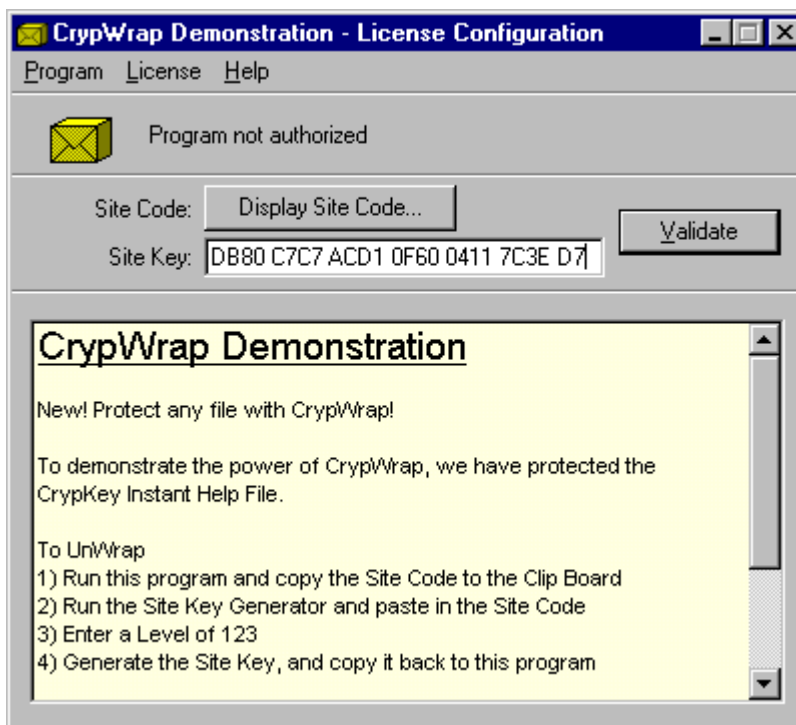 CrypWrap Demonstration - License Configuration
Program License Help
Program not authorized
Site Code: Display Site Code...
Validate
Site Key: DB80 C7C7 ACD1 0F60 0411 7C3E D7
CrypWrap Demonstration
New! Protect any file with CrypWrap!
To demonstrate the power of CrypWrap, we have protected the
CrypKey Instant Help File.
To UnWrap
1) Run this program and copy the Site Code to the Clip Board
2) Run the Site Key Generator and paste in the Site Code
3) Enter a Level of 123
4) Generate the Site Key, and copy it back to this program